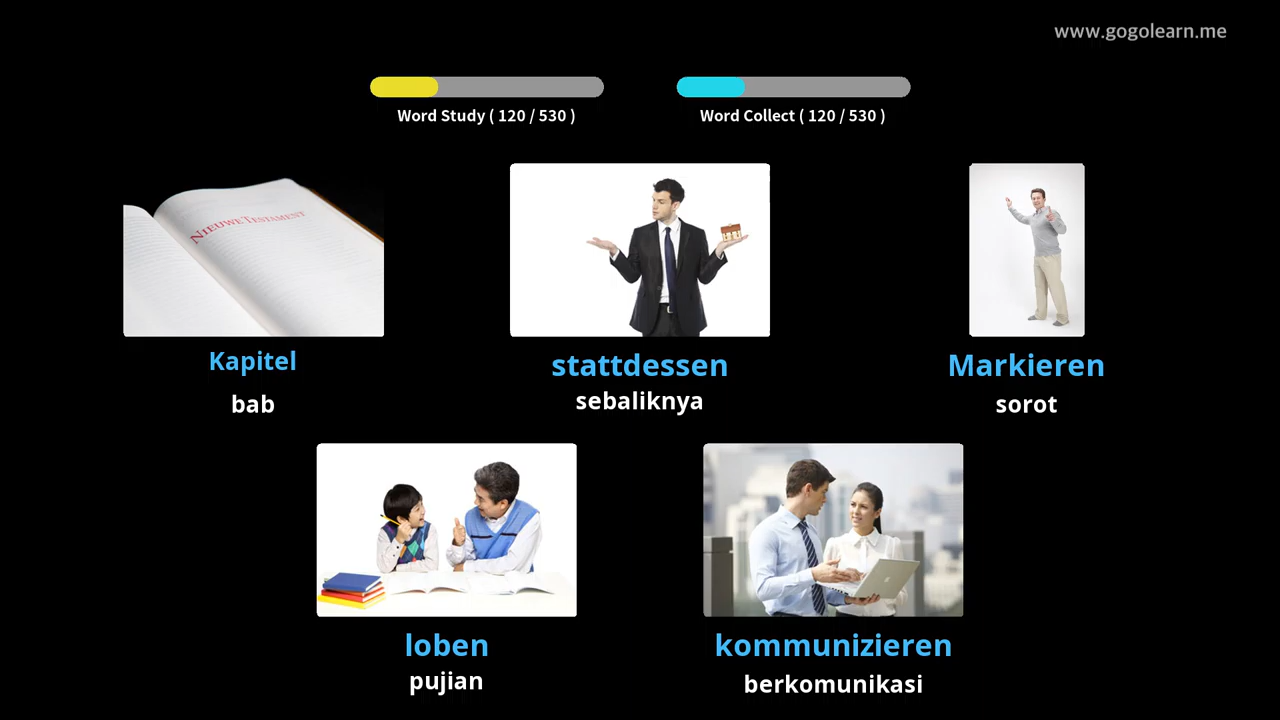 www.gogolearn.me
Word Study ( 120 / 530 )
Word Collect ( 120 / 530 )
NIEUWE TESTAMENT
Kapitel
bab
stattdessen
sebaliknya
Markieren
sorot
loben
pujian
kommunizieren
berkomunikasi